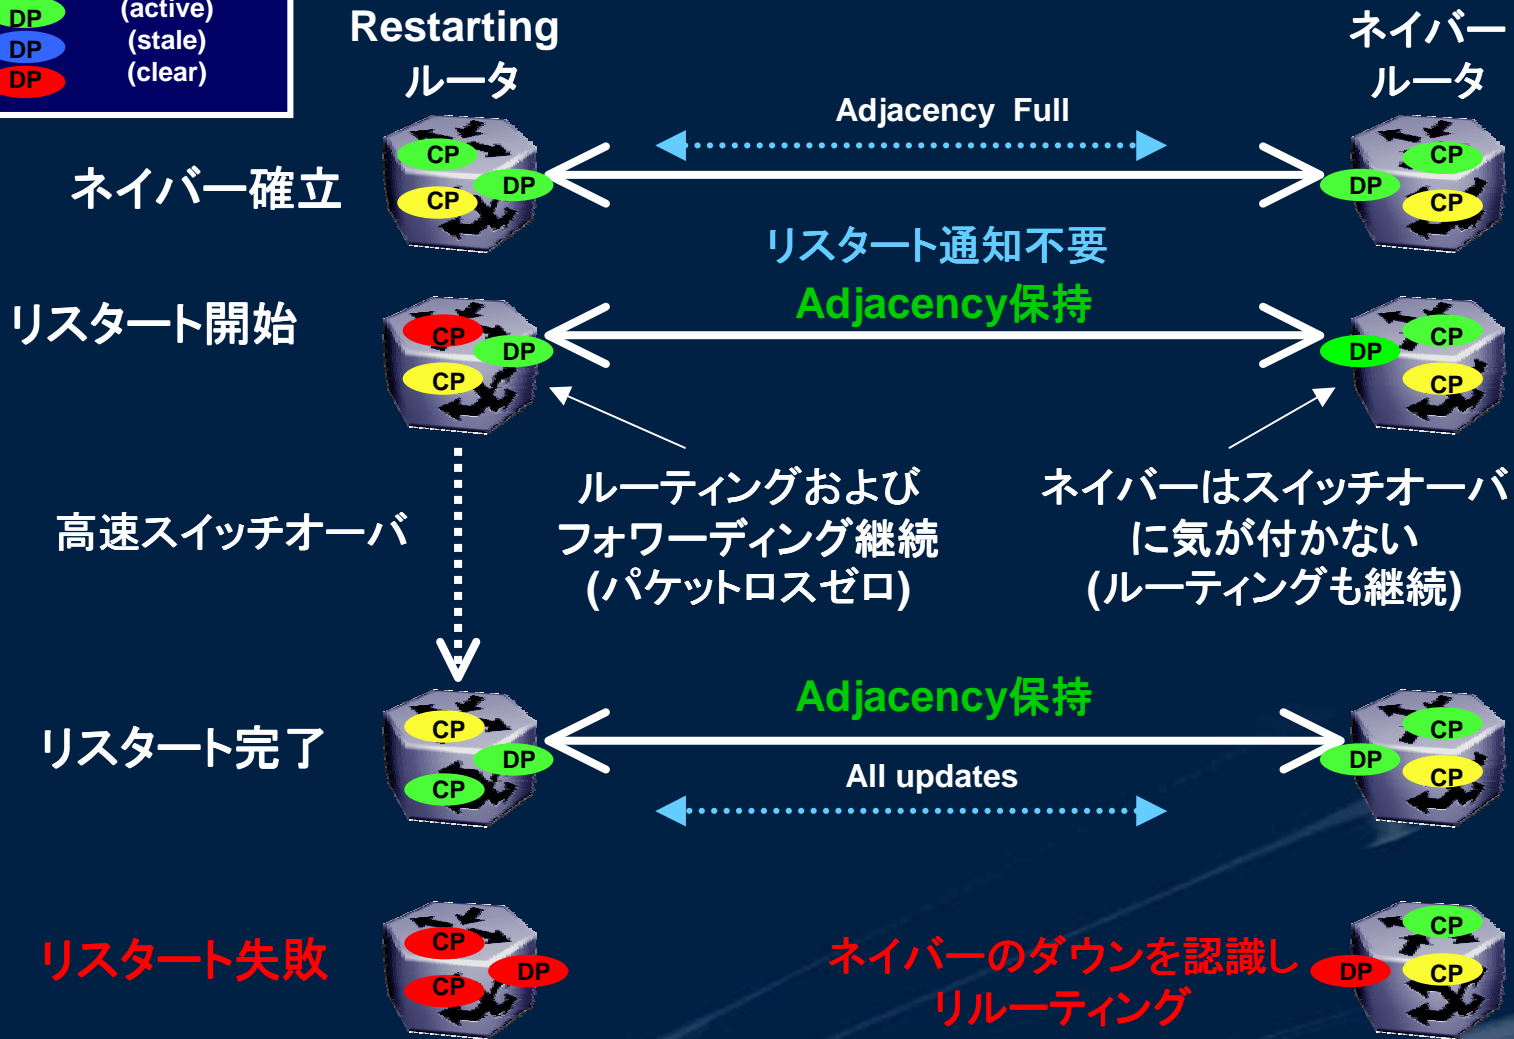 DP (active)
DP (stale)
DP (clear)
Restarting
ルータ
ネイバー
ルータ
Adjacency Full
ネイバー確立
CP
DP
CP
CP
DP
CP
リスタート通知不要
リスタート開始
Adjacency保持
CP
DP
CP
CP
DP
CP
高速スイッチオーバ
ルーティングおよび
フォワーディング継続
(パケットロスゼロ)
ネイバーはスイッチオーバ
に気が付かない
(ルーティングも継続)
リスタート完了
Adjacency保持
CP
DP
CP
CP
DP
CP
All updates
リスタート失敗
CP
DP
CP
ネイバーのダウンを認識し
リルーティング
CP
DP
CP